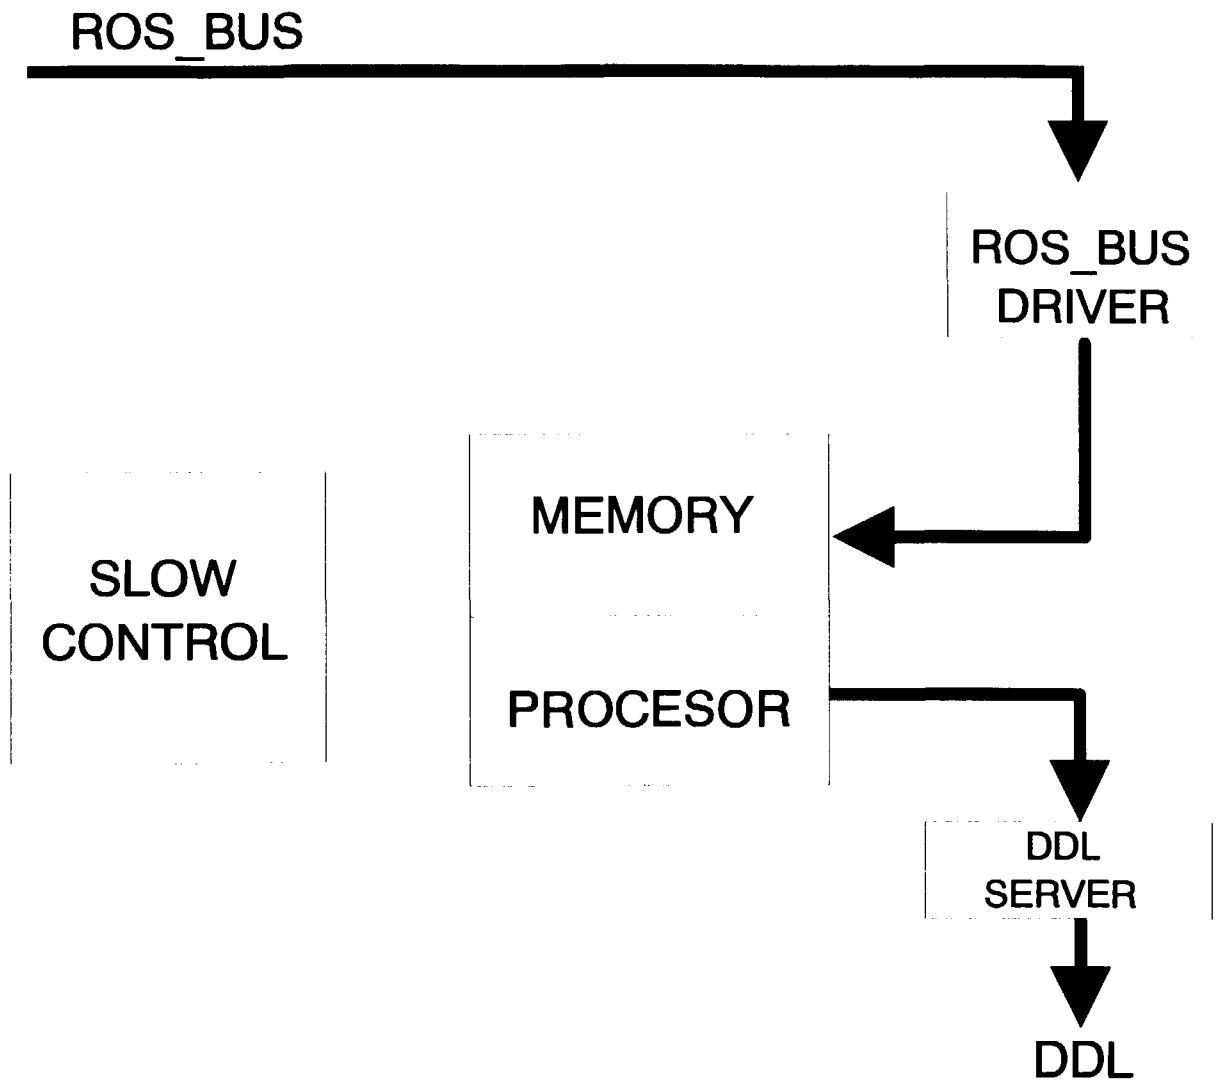 ROS_BUS
ROS_BUS
DRIVER
MEMORY
SLOW
CONTROL
PROCESOR
DDL
SERVER
DDL